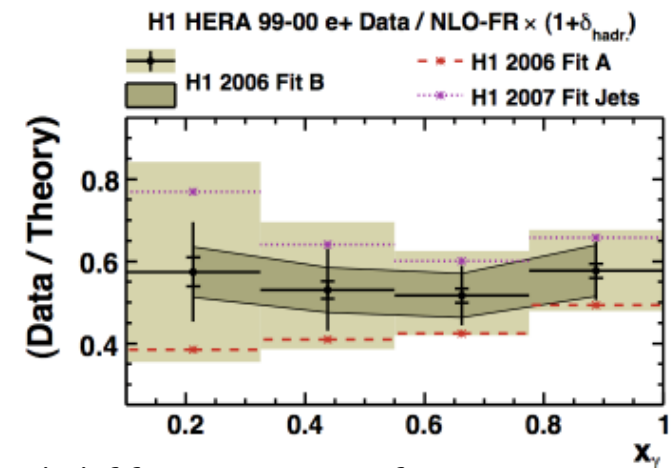 H1 HERA 99-00 e+ Data / NLO-FR × (1+δhadr.)
H1 2006 Fit B
H1 2006 Fit A
H1 2007 Fit Jets
(Data / Theory)
0.8
0.6
0.4
0.2 0.4 0.6 0.8 1
xγ